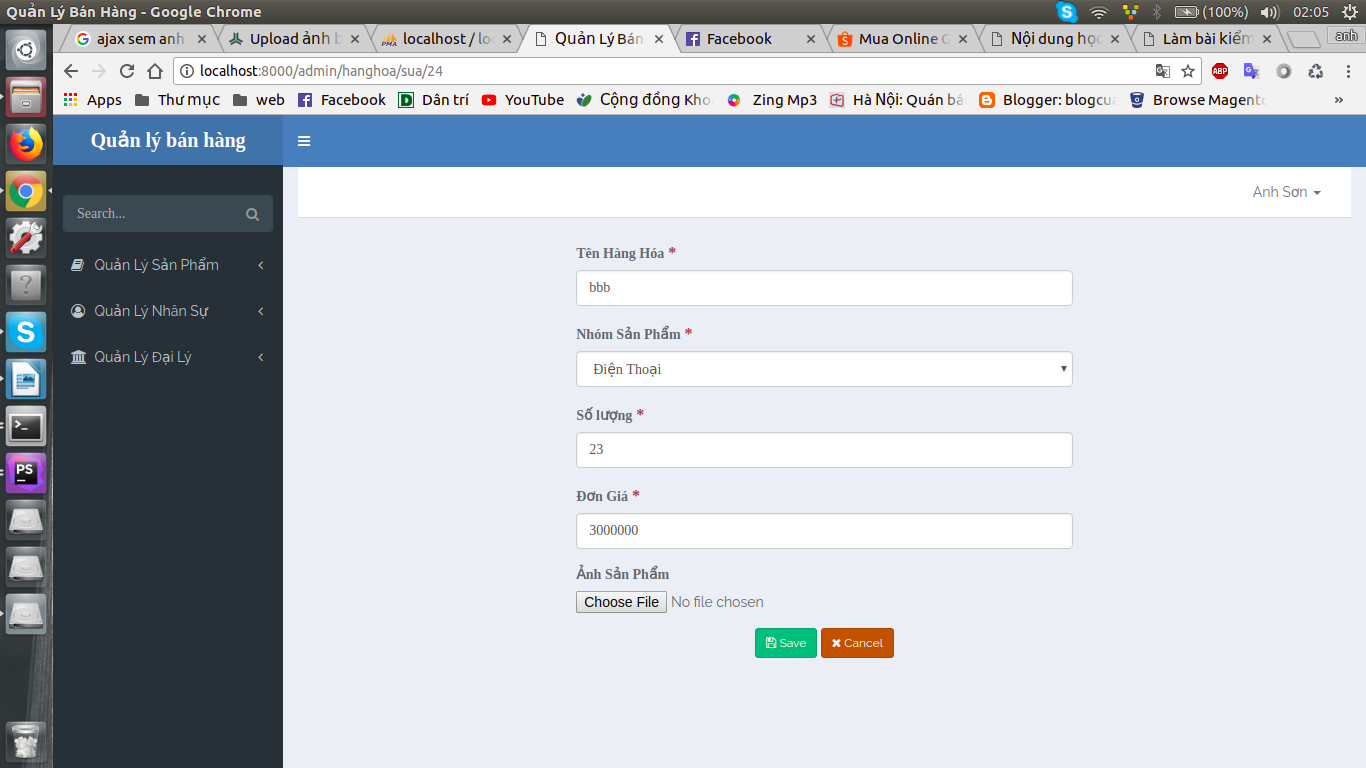 Quản Lý Bán Hàng - Google Chrome
(100%) 02:05
ajax sem anh
Upload ảnh b
localhost / lo
Quản Lý Bán
Facebook
Mua Online
Nội dung học
Làm bài kiểm
anh
localhost:8000/admin/hanghoa/sua/24
ABP
Apps Thư mục web Facebook Dân trí YouTube Cộng đồng Kho Zing Mp3 Hà Nội: Quán bá Blogger: blogcua Browse Magento »
Quản lý bán hàng
Anh Sơn
Search...
Quản Lý Sản Phẩm
Quản Lý Nhân Sự
Quản Lý Đại Lý
Tên Hàng Hóa *
bbb
Nhóm Sản Phẩm *
Điện Thoại
Số lượng *
23
Đơn Giá *
3000000
Ảnh Sản Phẩm
Choose File No file chosen
Save Cancel
PS